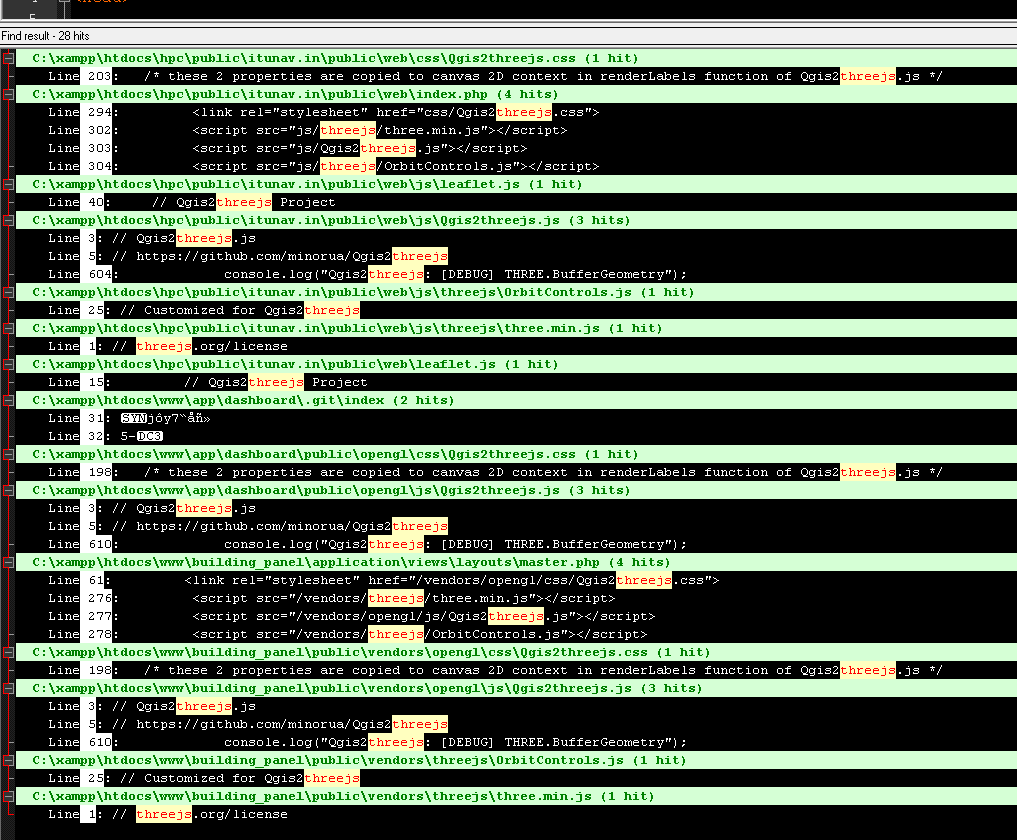 Find result - 28 hits
C:\xampp\htdocs\hpc\public\itunav.in\public\web\css\Qgis2threejs.css (1 hit)
Line 203: /* these 2 properties are copied to canvas 2D context in renderLabels function of Qgis2threejs.js */
C:\xampp\htdocs\hpc\public\itunav.in\public\web\index.php (4 hits)
Line 294: <link rel="stylesheet" href="css/Qgis2threejs.css">
Line 302: <script src="js/threejs/three.min.js"></script>
Line 303: <script src="js/Qgis2threejs.js"></script>
Line 304: <script src="js/threejs/OrbitControls.js"></script>
C:\xampp\htdocs\hpc\public\itunav.in\public\web\js\leaflet.js (1 hit)
Line 40: // Qgis2threejs Project
C:\xampp\htdocs\hpc\public\itunav.in\public\web\js\Qgis2threejs.js (3 hits)
Line 3: // Qgis2threejs.js
Line 5: // https://github.com/minorua/Qgis2threejs
Line 604: console.log("Qgis2threejs: [DEBUG] THREE.BufferGeometry");
C:\xampp\htdocs\hpc\public\itunav.in\public\web\js\threejs\OrbitControls.js (1 hit)
Line 25: // Customized for Qgis2threejs
C:\xampp\htdocs\hpc\public\itunav.in\public\web\js\threejs\three.min.js (1 hit)
Line 1: // threejs.org/license
C:\xampp\htdocs\hpc\public\itunav.in\public\web\leaflet.js (1 hit)
Line 15: // Qgis2threejs Project
C:\xampp\htdocs\www\app\dashboard\.git\index (2 hits)
Line 31: SYNjôy7
Line 32: 5-DC3
C:\xampp\htdocs\www\app\dashboard\public\opengl\css\Qgis2threejs.css (1 hit)
Line 198: /* these 2 properties are copied to canvas 2D context in renderLabels function of Qgis2threejs.js */
C:\xampp\htdocs\www\app\dashboard\public\opengl\js\Qgis2threejs.js (3 hits)
Line 3: // Qgis2threejs.js
Line 5: // https://github.com/minorua/Qgis2threejs
Line 610: console.log("Qgis2threejs: [DEBUG] THREE.BufferGeometry");
C:\xampp\htdocs\www\building_panel\application\views\layouts\master.php (4 hits)
Line 61: <link rel="stylesheet" href="/vendors/opengl/css/Qgis2threejs.css">
Line 276: <script src="/vendors/threejs/three.min.js"></script>
Line 277: <script src="/vendors/opengl/js/Qgis2threejs.js"></script>
Line 278: <script src="/vendors/threejs/OrbitControls.js"></script>
C:\xampp\htdocs\www\building_panel\public\vendors\opengl\css\Qgis2threejs.css (1 hit)
Line 198: /* these 2 properties are copied to canvas 2D context in renderLabels function of Qgis2threejs.js */
C:\xampp\htdocs\www\building_panel\public\vendors\opengl\js\Qgis2threejs.js (3 hits)
Line 3: // Qgis2threejs.js
Line 5: // https://github.com/minorua/Qgis2threejs
Line 610: console.log("Qgis2threejs: [DEBUG] THREE.BufferGeometry");
C:\xampp\htdocs\www\building_panel\public\vendors\threejs\OrbitControls.js (1 hit)
Line 25: // Customized for Qgis2threejs
C:\xampp\htdocs\www\building_panel\public\vendors\threejs\three.min.js (1 hit)
Line 1: // threejs.org/license